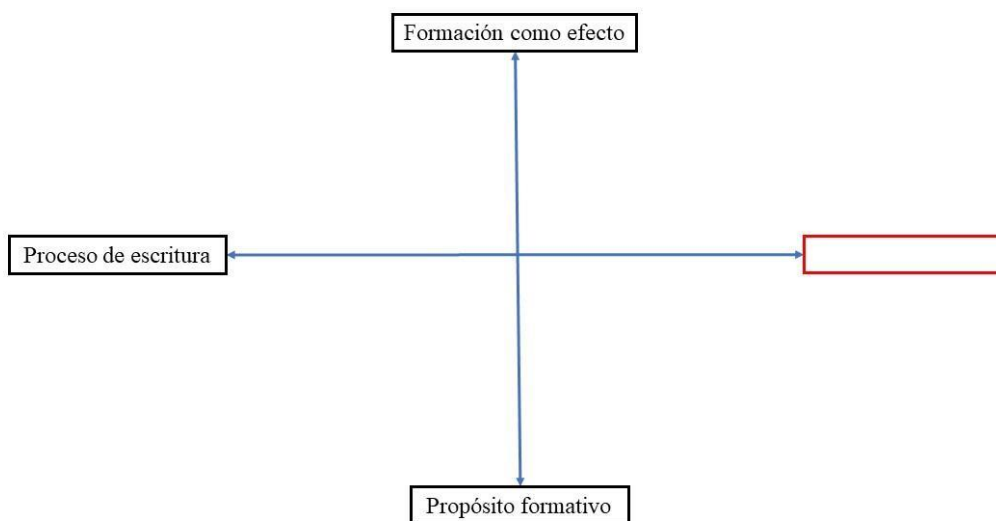 Formación como efecto
Proceso de escritura
Propósito formativo